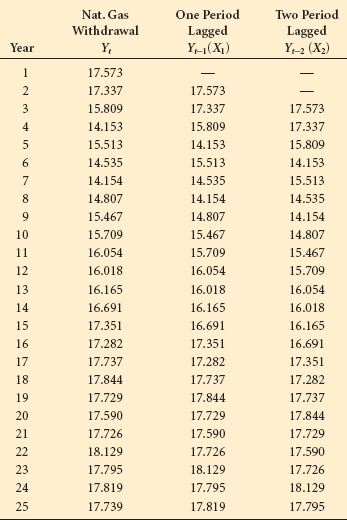 Nat. Gas One Period Two Period
Withdrawal Lagged Lagged
Year Yt Yt–1(X1) Yt–2 (X2)
1 17.573 — —
2 17.337 17.573 —
3 15.809 17.337 17.573
4 14.153 15.809 17.337
5 15.513 14.153 15.809
6 14.535 15.513 14.153
7 14.154 14.535 15.513
8 14.807 14.154 14.535
9 15.467 14.807 14.154
10 15.709 15.467 14.807
11 16.054 15.709 15.467
12 16.018 16.054 15.709
13 16.165 16.018 16.054
14 16.691 16.165 16.018
15 17.351 16.691 16.165
16 17.282 17.351 16.691
17 17.737 17.282 17.351
18 17.844 17.737 17.282
19 17.729 17.844 17.737
20 17.590 17.729 17.844
21 17.726 17.590 17.729
22 18.129 17.726 17.590
23 17.795 18.129 17.726
24 17.819 17.795 18.129
25 17.739 17.819 17.795